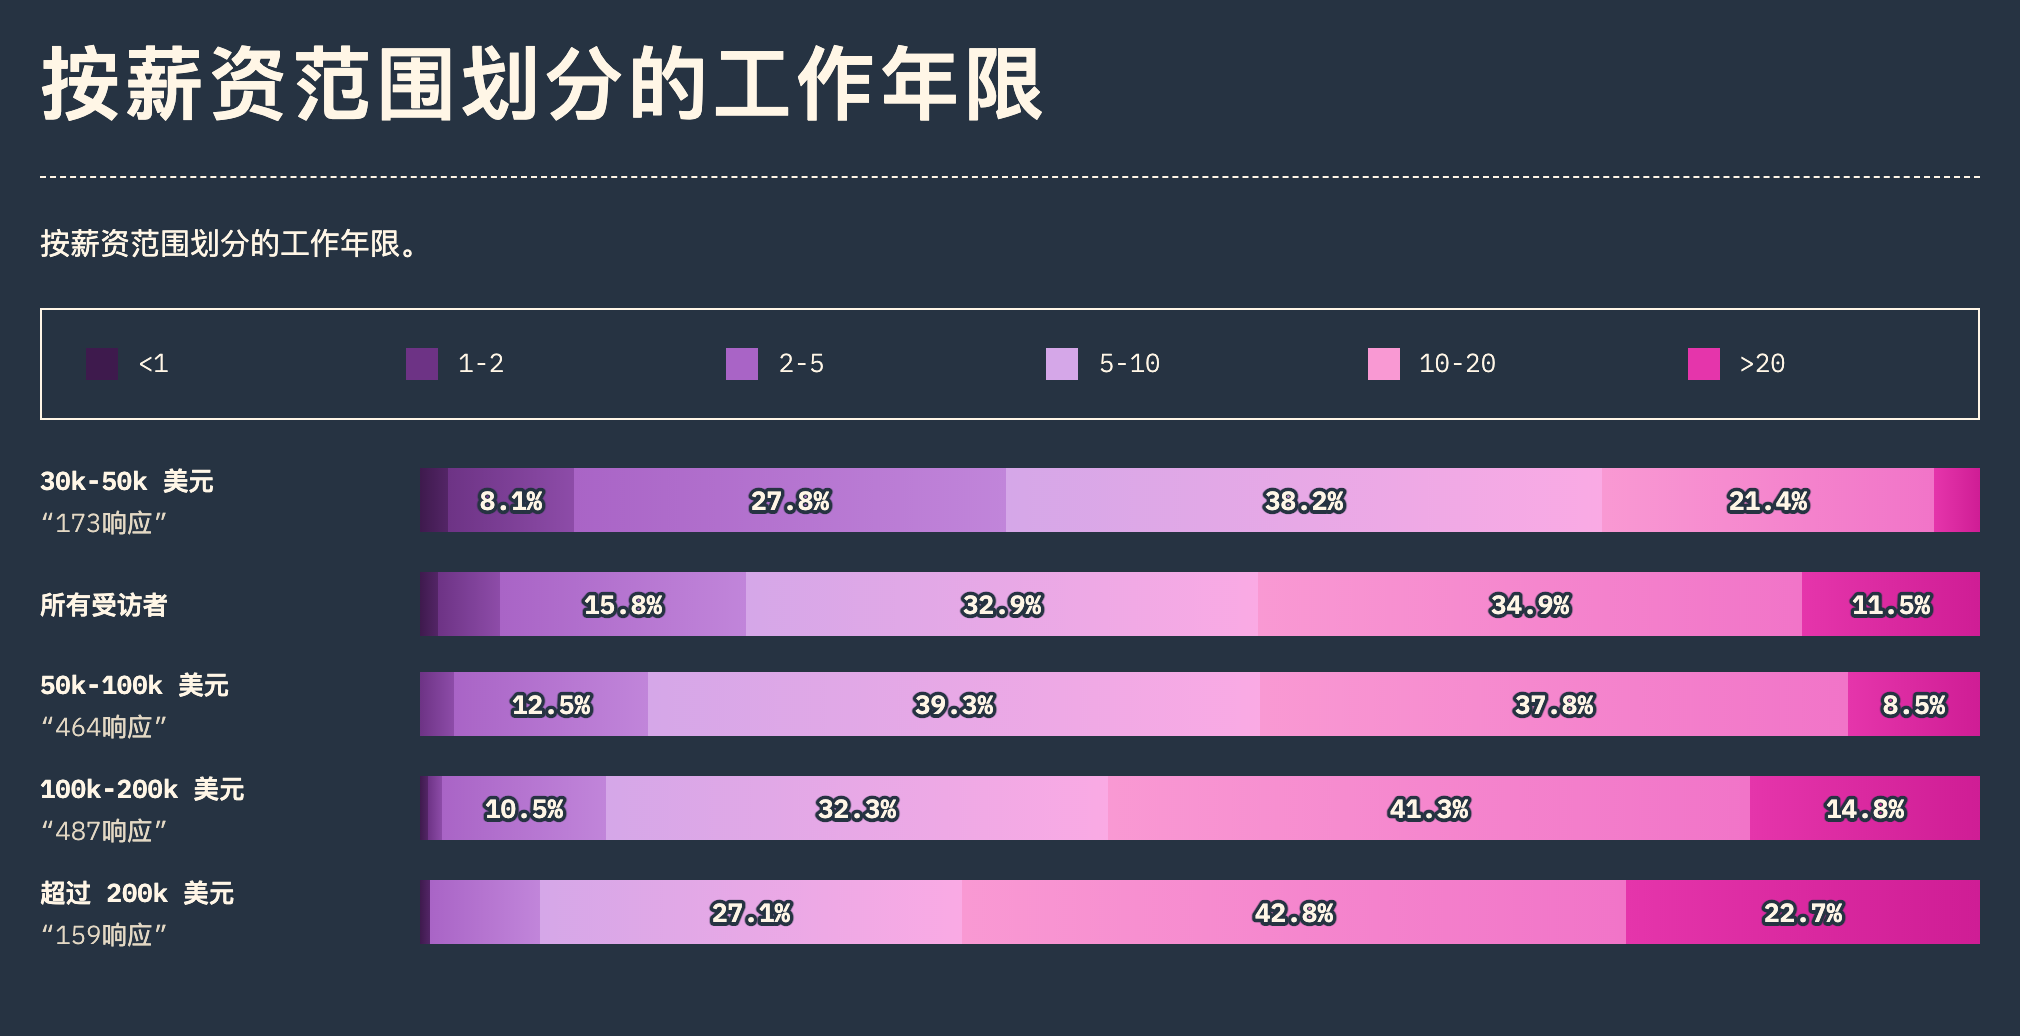 按薪资范围划分的工作年限
按薪资范围划分的工作年限。
<1 1-2 2-5 5-10 10-20 >20
30k-50k 美元
“173响应”
8.1% 27.8% 38.2% 21.4%
所有受访者
15.8% 32.9% 34.9% 11.5%
50k-100k 美元
“464响应”
12.5% 39.3% 37.8% 8.5%
100k-200k 美元
“487响应”
10.5% 32.3% 41.3% 14.8%
超过 200k 美元
“159响应”
27.1% 42.8% 22.7%